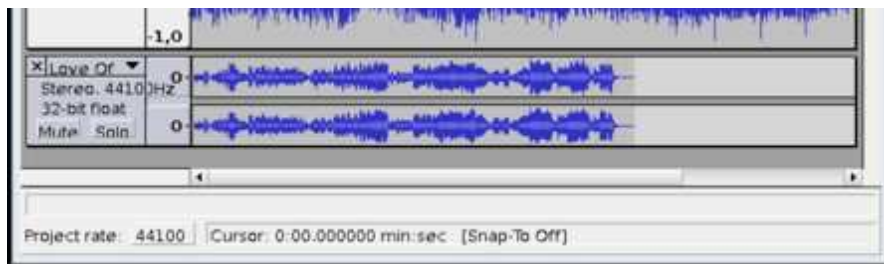 -1,0
×Love Of ▼
Stereo, 44100Hz
32-bit float
Mute Solo
0
0
Project rate: 44100 Cursor: 0:00.000000 min:sec [Snap-To Off]